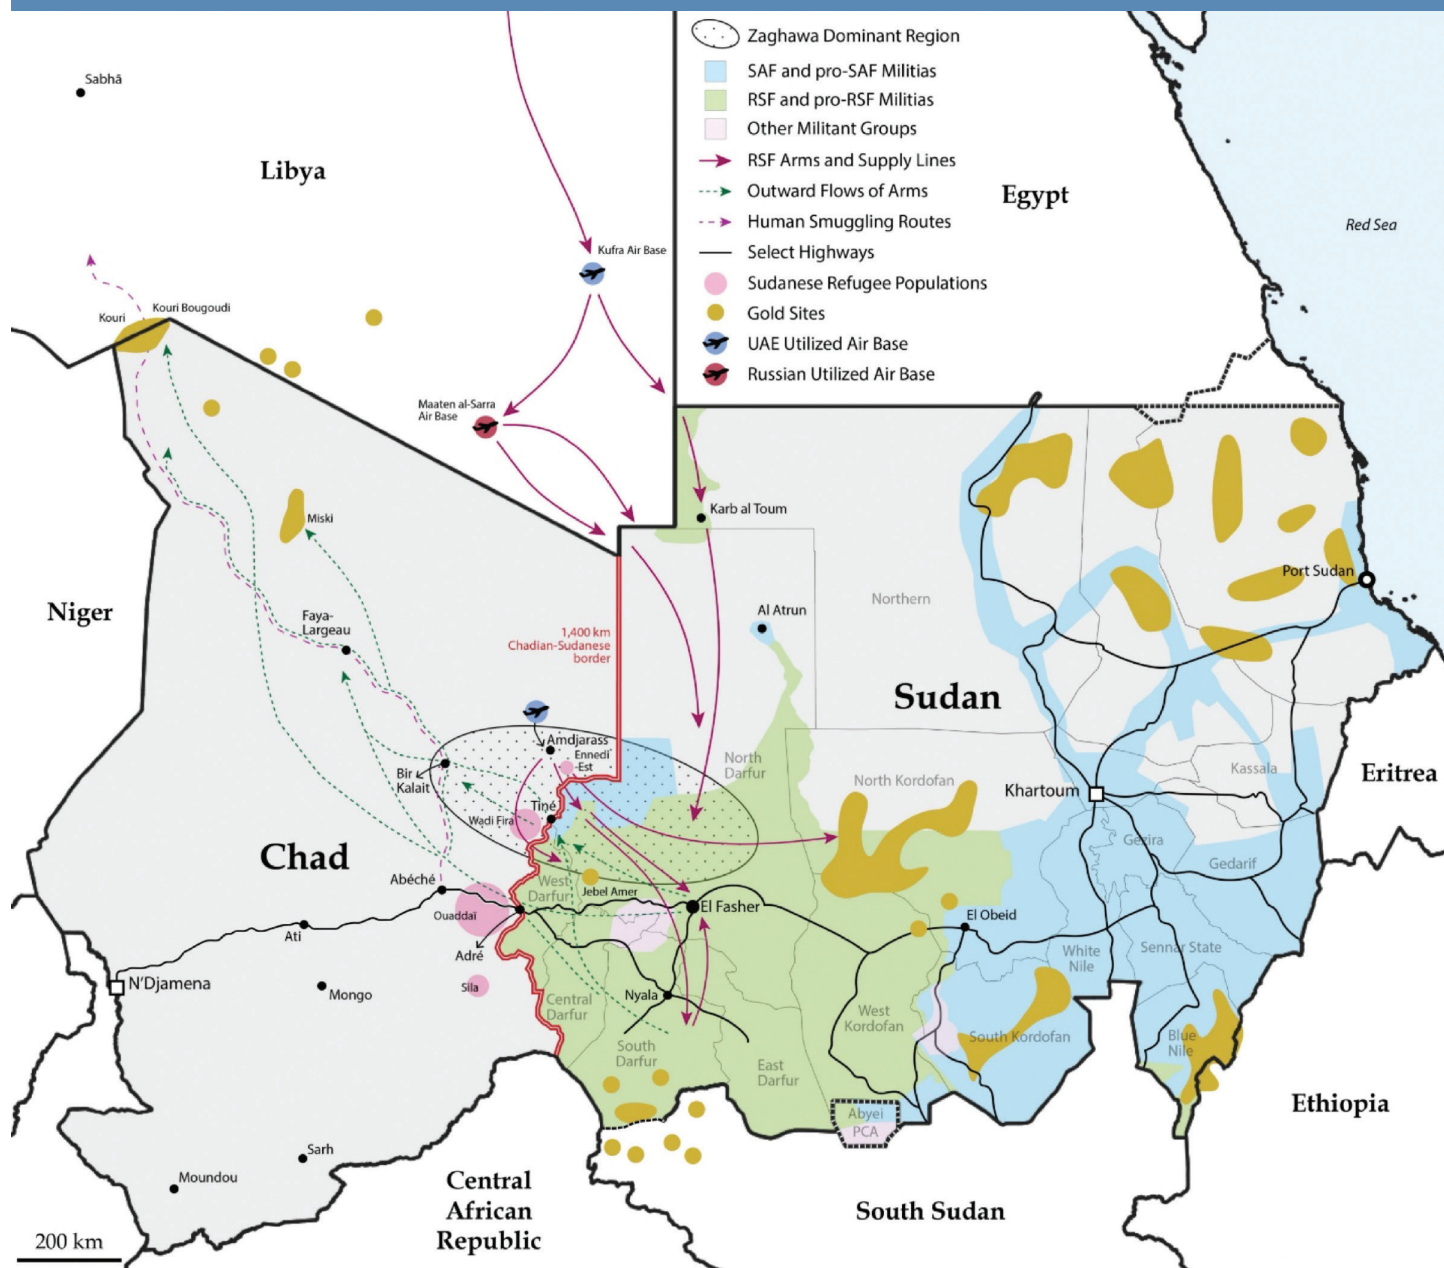 Zaghawa Dominant Region
SAF and pro-SAF Militias
RSF and pro-RSF Militias
Other Militant Groups
RSF Arms and Supply Lines
Outward Flows of Arms
Human Smuggling Routes
Select Highways
Sudanese Refugee Populations
Gold Sites
UAE Utilized Air Base
Russian Utilized Air Base
Sabhā
Libya
Egypt
Red Sea
Kufra Air Base
Kouri Bougoudi
Kouri
Maaten al-Sarra
Air Base
Karb al Toum
Miski
Port Sudan
Niger
Faya-
Largeau
1,400 km
Chadian-Sudanese
border
Al Atrun
Northern
Sudan
Amdjarass
Ennedi
-Est
Bir
Kalait
North
Darfur
North Kordofan
Kassala
Eritrea
Khartoum
Tiné
Wadi Fira
Chad
Gezira
Gedarif
Abéché
West
Darfur
Jebel Amer
Ouaddaï
El Fasher
El Obeid
Ati
Adré
White
Nile
Sennar State
N'Djamena
Mongo
Sila
Central
Darfur
Nyala
West
Kordofan
South Kordofan
Blue
Nile
South
Darfur
East
Darfur
Abyei
PCA
Ethiopia
Sarh
Moundou
Central
African
Republic
South Sudan
200 km